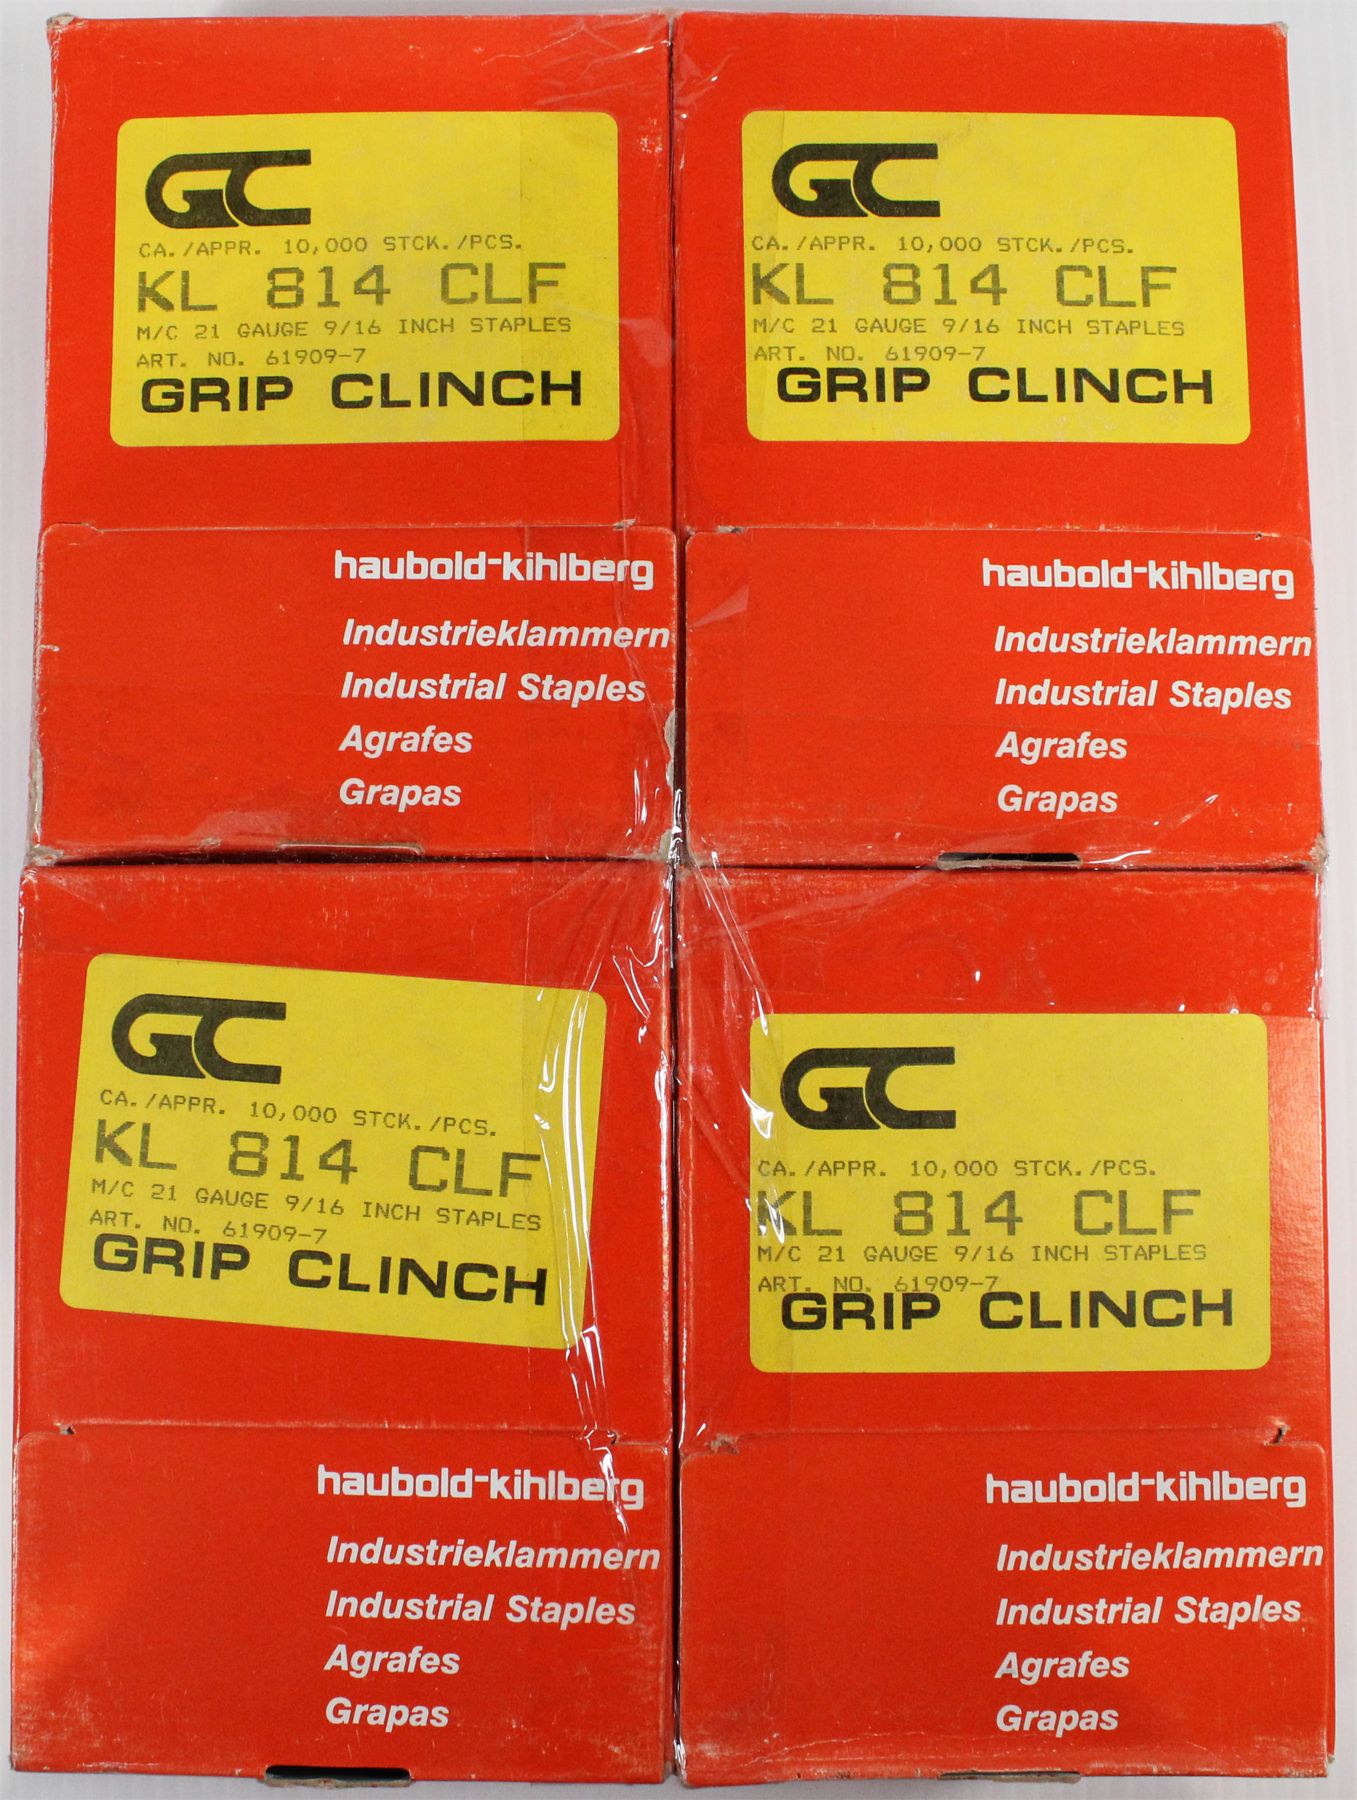 GC
CA./APPR. 10,000 STCK./PCS.
KL 814 CLF
M/C 21 GAUGE 9/16 INCH STAPLES
ART. NO. 61909-7
GRIP CLINCH
haubold-kihlberg
Industrieklammern
Industrial Staples
Agrafes
Grapas
GC
CA./APPR. 10,000 STCK./PCS.
KL 814 CLF
M/C 21 GAUGE 9/16 INCH STAPLES
ART. NO. 61909-7
GRIP CLINCH
haubold-kihlberg
Industrieklammern
Industrial Staples
Agrafes
Grapas
GC
CA./APPR. 10,000 STCK./PCS.
KL 814 CLF
M/C 21 GAUGE 9/16 INCH STAPLES
ART. NO. 61909-7
GRIP CLINCH
haubold-kihlberg
Industrieklammern
Industrial Staples
Agrafes
Grapas
GC
CA./APPR. 10,000 STCK./PCS.
KL 814 CLF
M/C 21 GAUGE 9/16 INCH STAPLES
ART. NO. 61909-7
GRIP CLINCH
haubold-kihlberg
Industrieklammern
Industrial Staples
Agrafes
Grapas